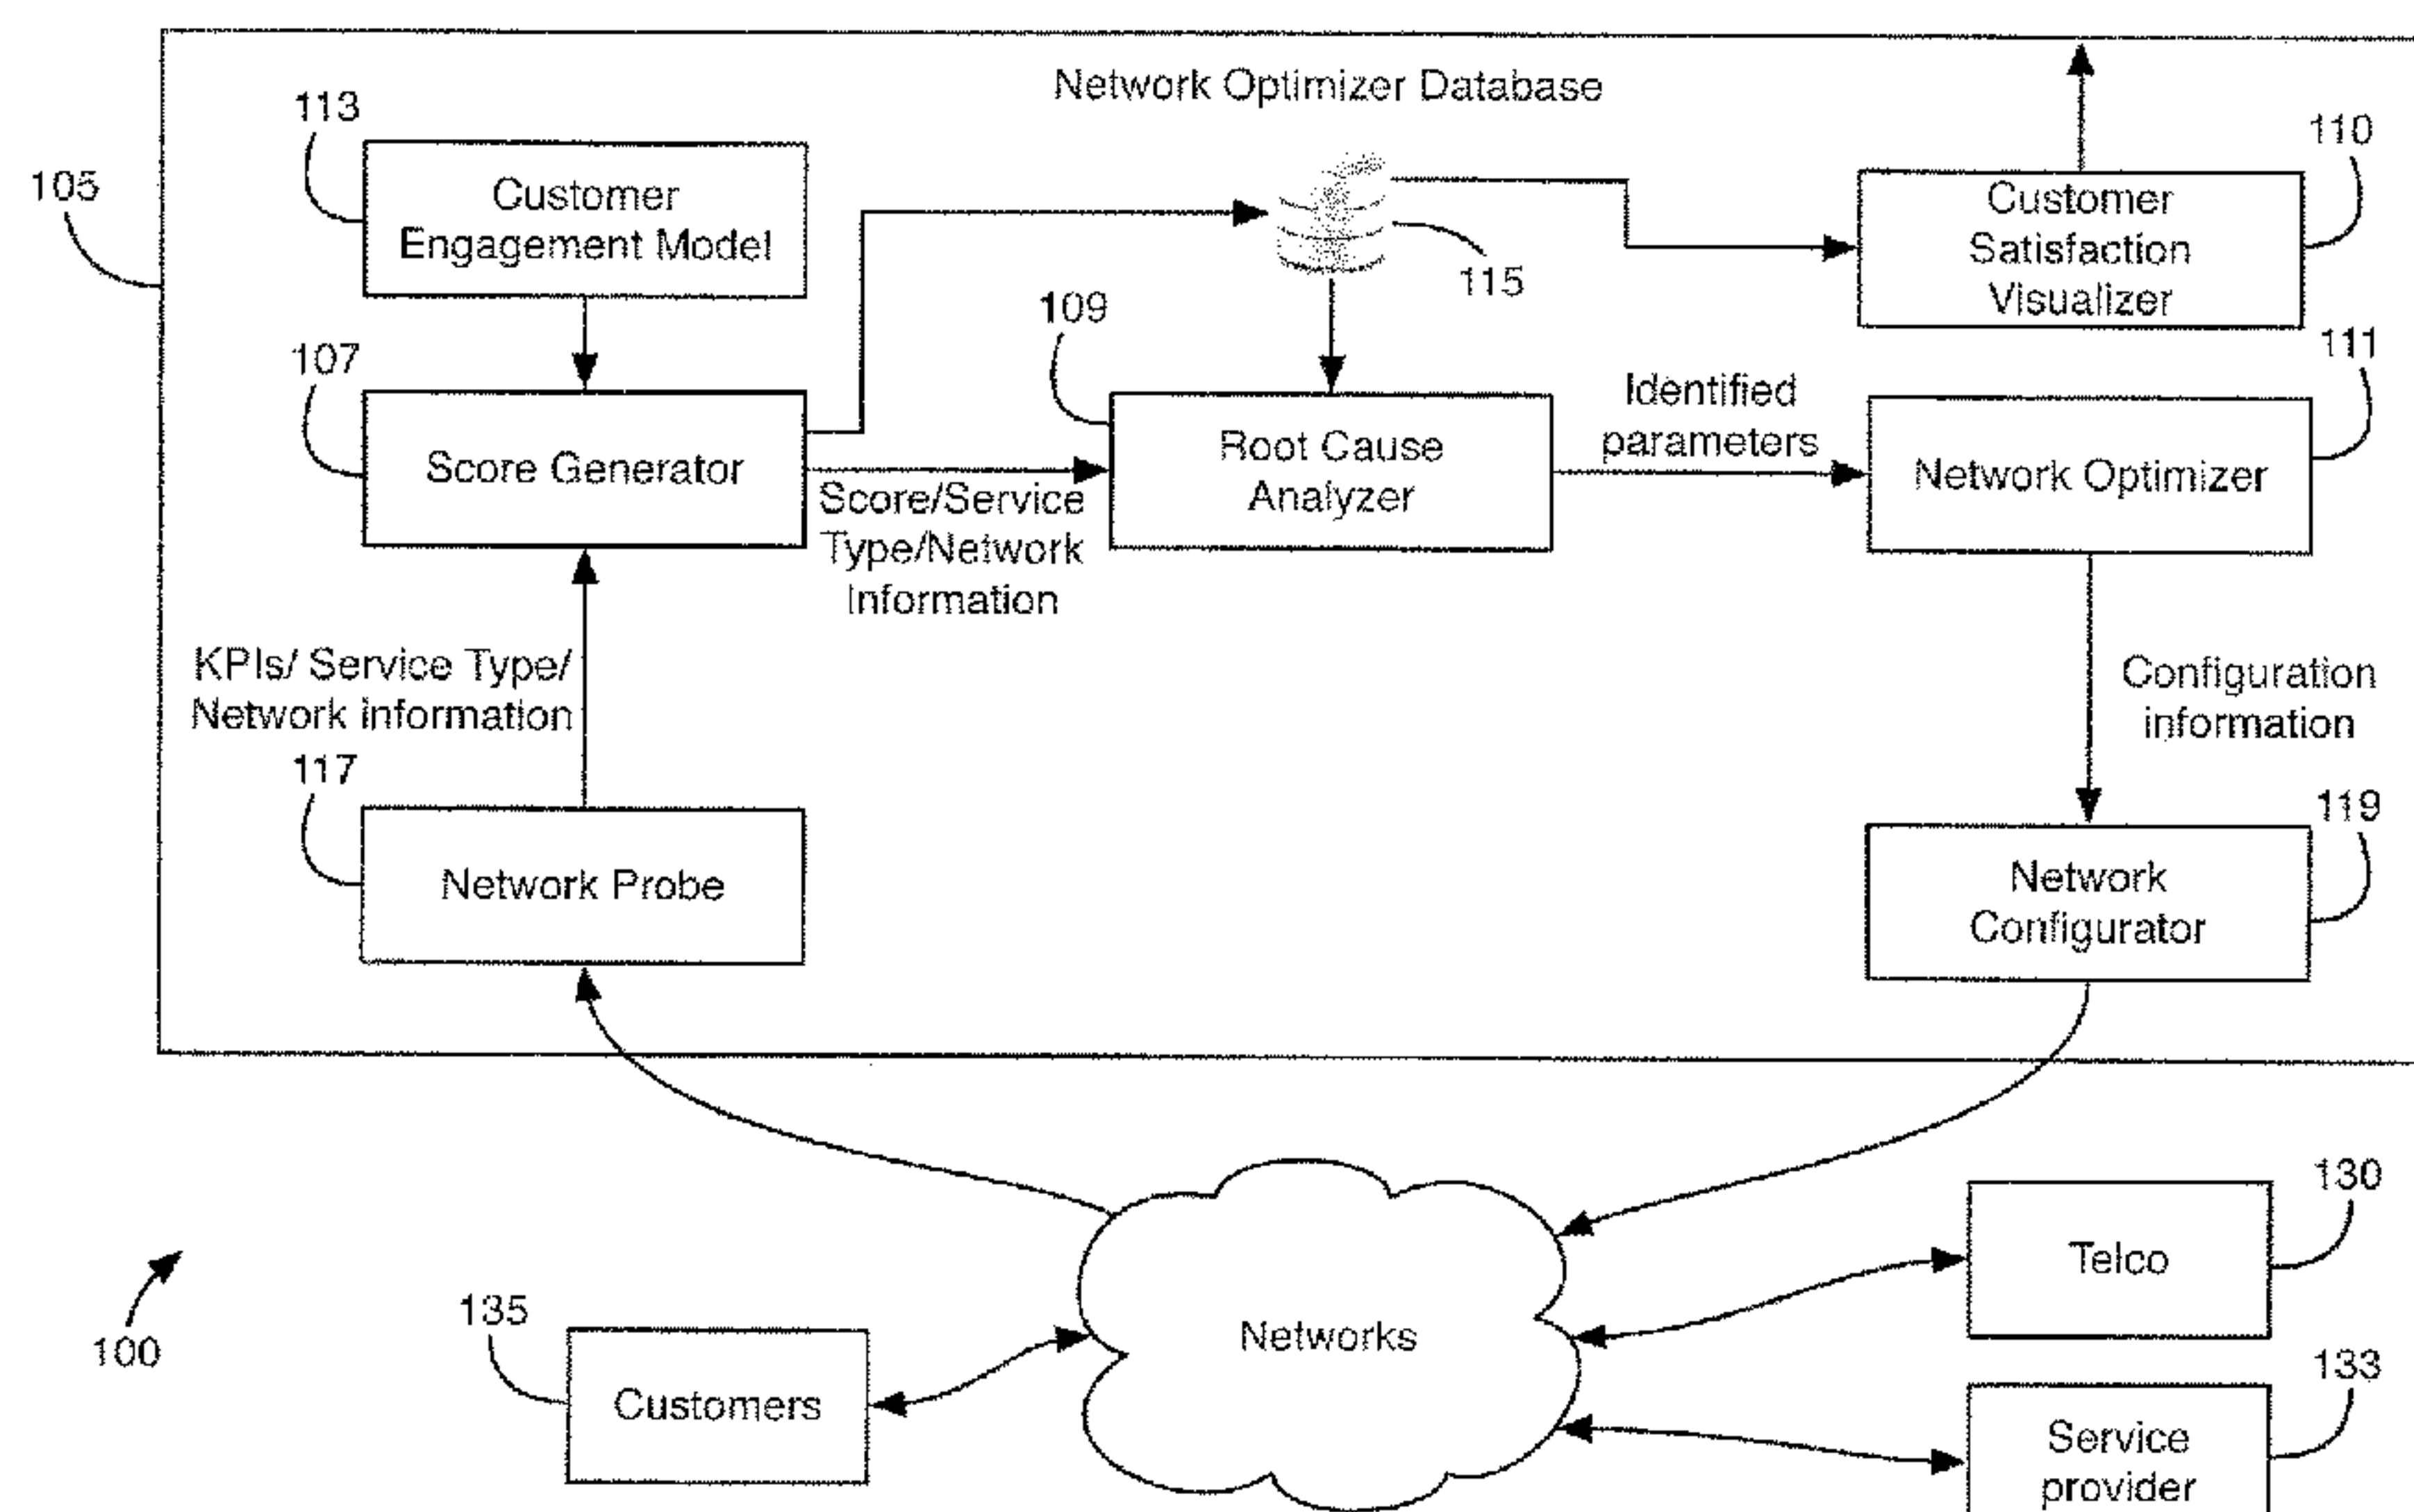 Network Optimizer Database
113
110
105
Customer
Engagement Model
Customer
Satisfaction
Visualizer
115
109
107
111
Score Generator
Score/Service
Type/Network
Information
Root Cause
Analyzer
Identified
parameters
Network Optimizer
KPIs/ Service Type/
Network information
Configuration
information
117
119
Network Probe
Network
Configurator
130
Telco
100
135
Customers
Networks
133
Service
provider